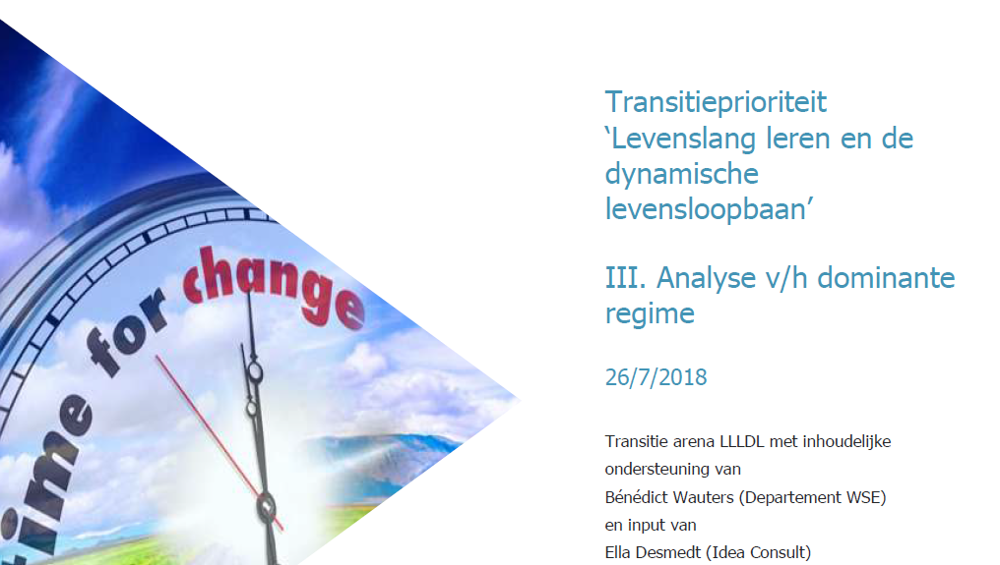 time for change
Transitieprioriteit
‘Levenslang leren en de
dynamische
levensloopbaan’
III. Analyse v/h dominante
regime
26/7/2018
Transitie arena LLLDL met inhoudelijke
ondersteuning van
Bénédict Wauters (Departement WSE)
en input van
Ella Desmedt (Idea Consult)